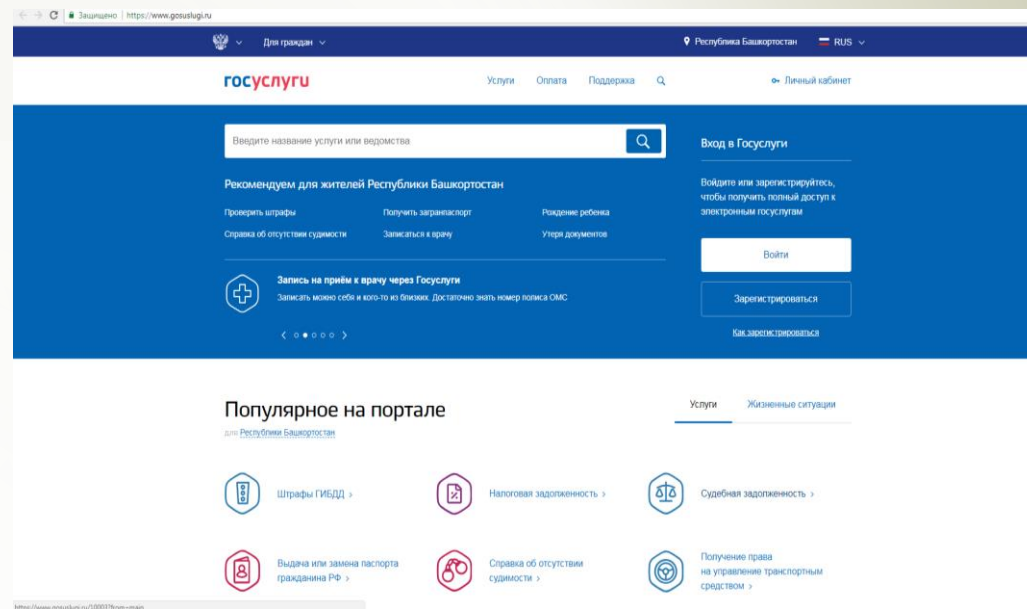 Защищено https://www.gosuslugi.ru
Для граждан Республика Башкортостан RUS
госуслуги Услуги Оплата Поддержка Личный кабинет
Введите название услуги или ведомства
Рекомендуем для жителей Республики Башкортостан
Проверить штрафы Получить загранпаспорт Рождение ребенка
Справка об отсутствии судимости Записаться к врачу Утеря документов
Запись на приём к врачу через Госуслуги
Записать можно себя и кого-то из близких. Достаточно знать номер полиса ОМС
Вход в Госуслуги
Войдите или зарегистрируйтесь,
чтобы получить полный доступ к
электронным госуслугам
Войти
Зарегистрироваться
Как зарегистрироваться
Популярное на портале
для Республики Башкортостан
Услуги Жизненные ситуации
Штрафы ГИБДД
Налоговая задолженность
Судебная задолженность
Выдача или замена паспорта
гражданина РФ
Справка об отсутствии
судимости
Получение права
на управление транспортным
средством